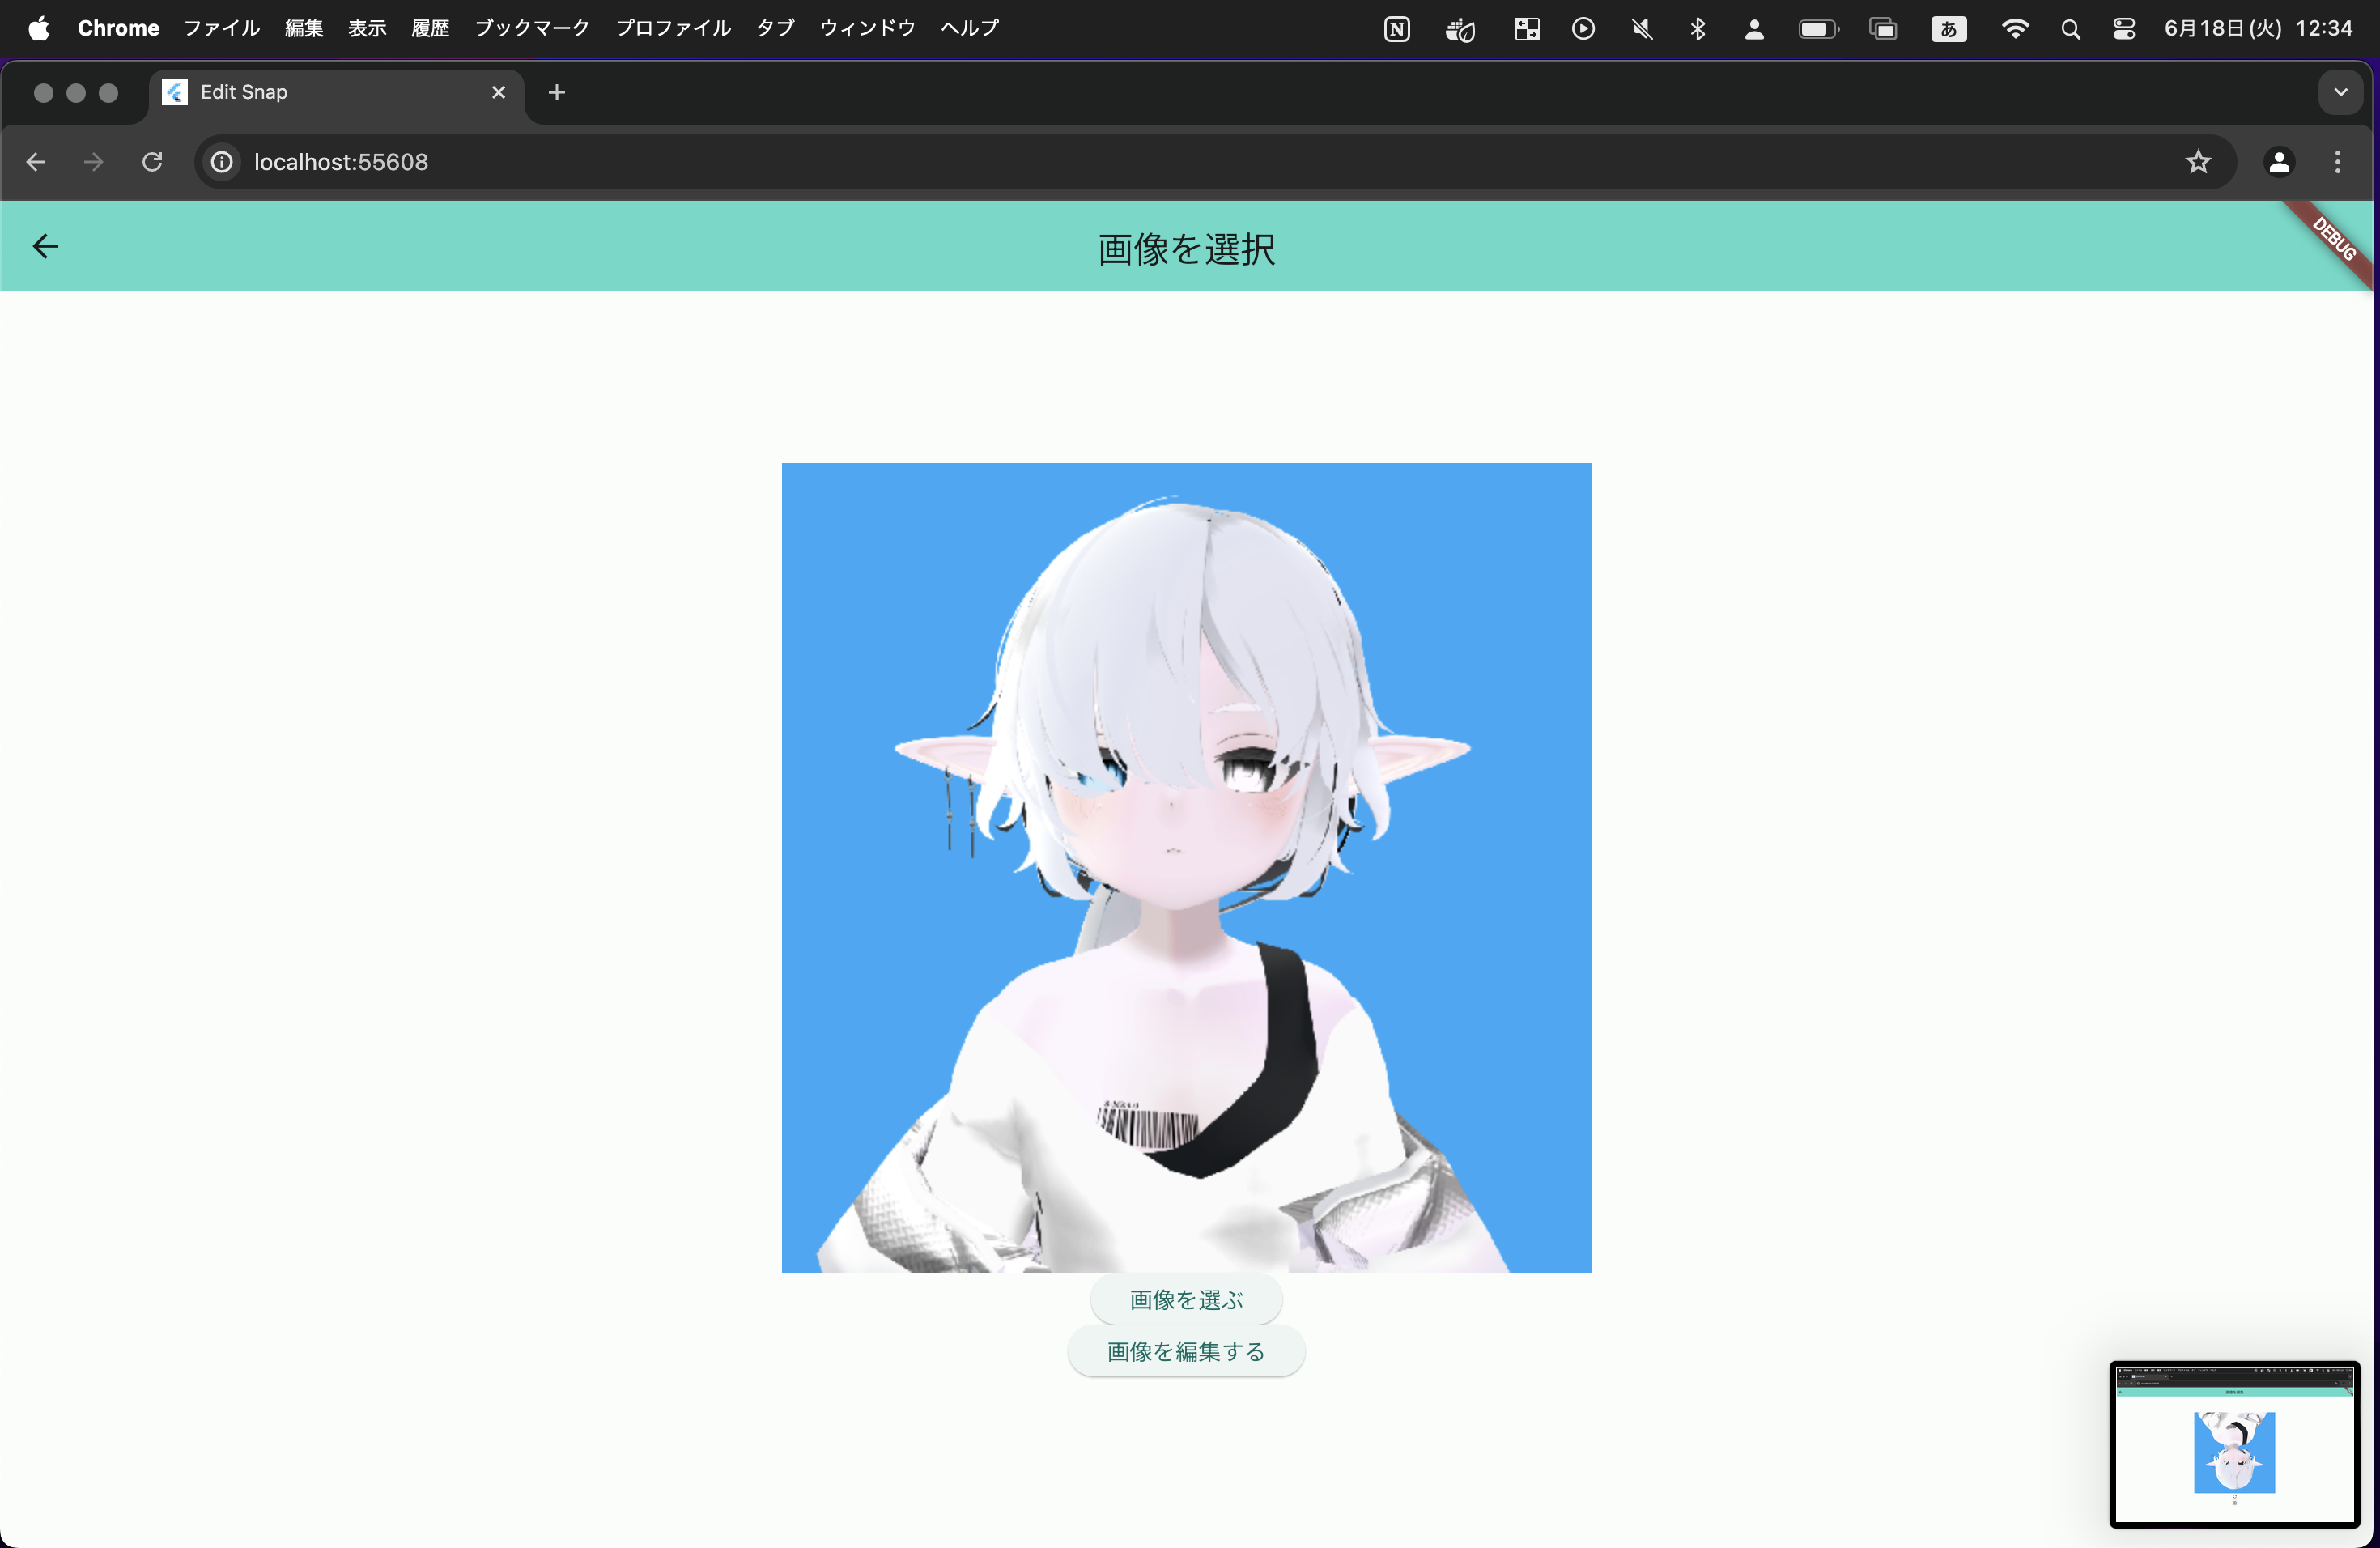 Chrome ファイル 編集 表示 履歴 ブックマーク プロファイル タブ ウィンドウ ヘルプ あ 6月18日(火) 12:34
Edit Snap
localhost:55608
画像を選択
DEBUG
画像を選ぶ
画像を編集する